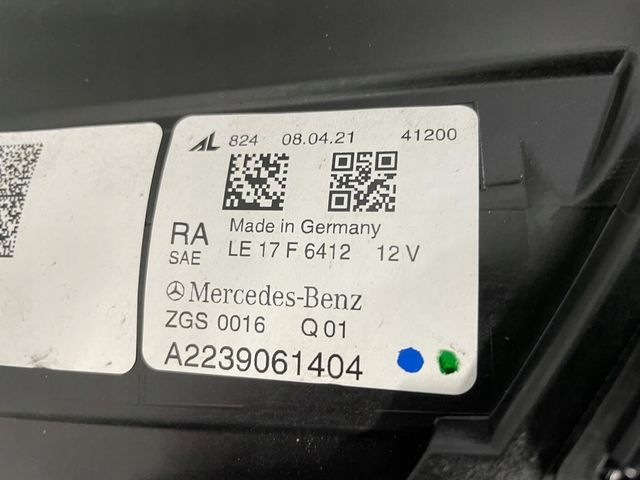 AL 824 08.04.21 41200
Made in Germany
RA LE 17 F 6412 12 V
SAE
Mercedes-Benz
ZGS 0016 Q 01
A2239061404